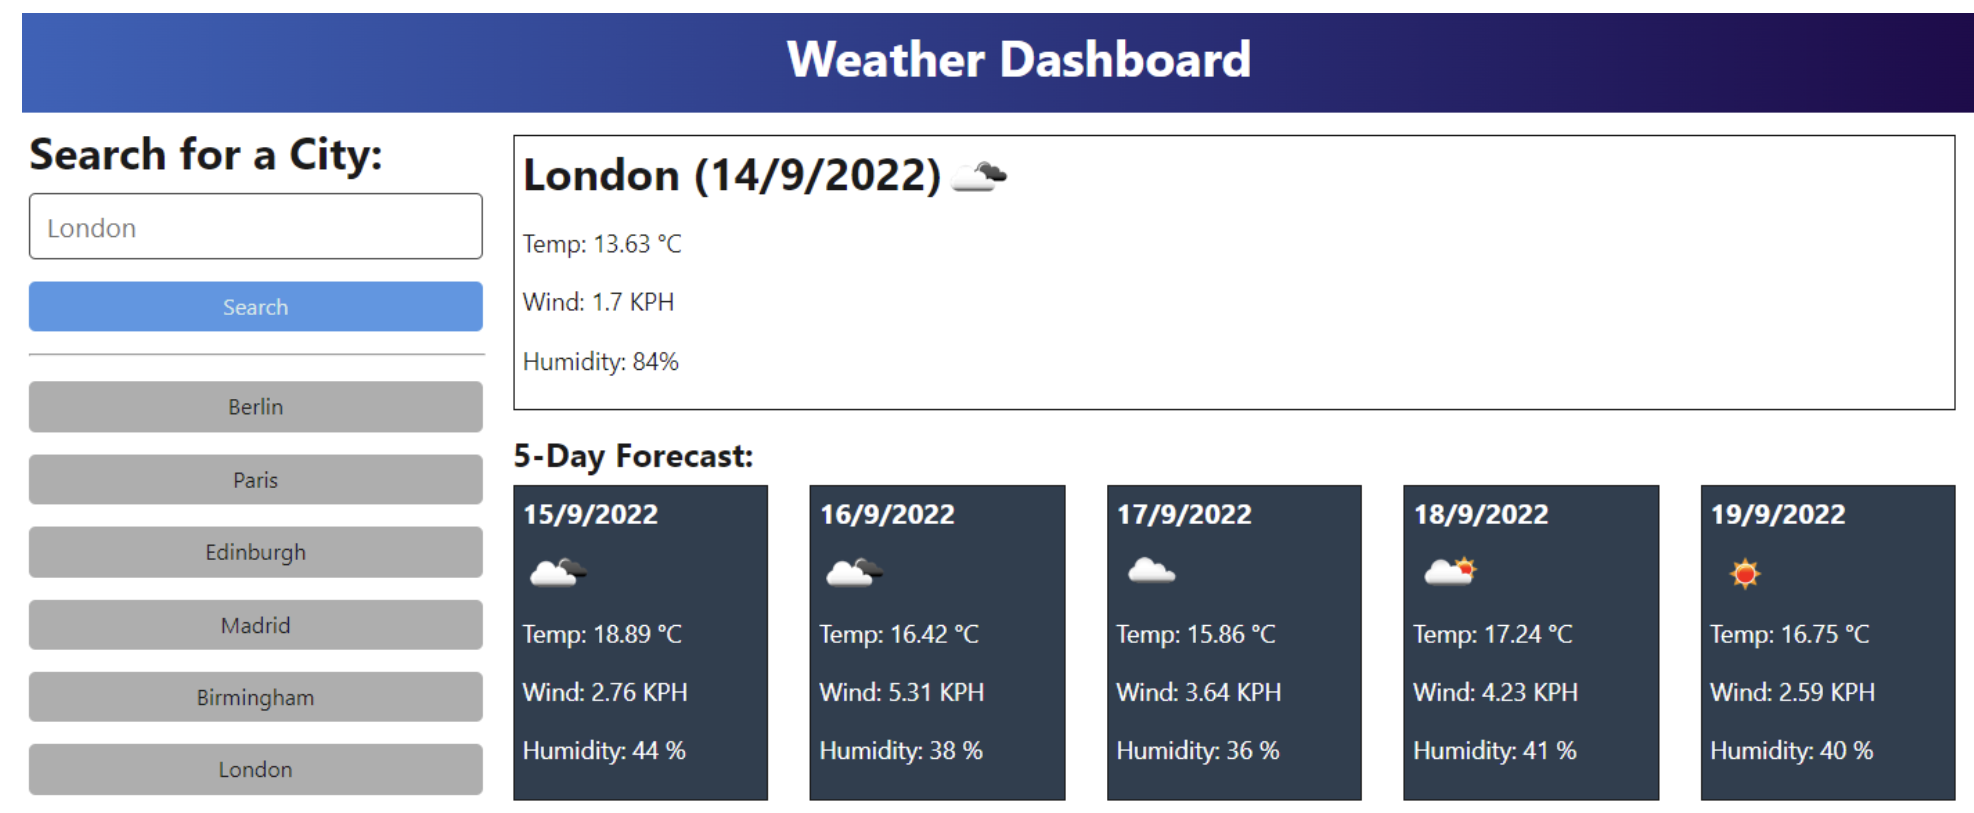 Weather Dashboard
Search for a City:
London
Search
Berlin
Paris
Edinburgh
Madrid
Birmingham
London
London (14/9/2022)
Temp: 13.63 °C
Wind: 1.7 KPH
Humidity: 84%
5-Day Forecast:
15/9/2022
Temp: 18.89 °C
Wind: 2.76 KPH
Humidity: 44 %
16/9/2022
Temp: 16.42 °C
Wind: 5.31 KPH
Humidity: 38 %
17/9/2022
Temp: 15.86 °C
Wind: 3.64 KPH
Humidity: 36 %
18/9/2022
Temp: 17.24 °C
Wind: 4.23 KPH
Humidity: 41 %
19/9/2022
Temp: 16.75 °C
Wind: 2.59 KPH
Humidity: 40 %